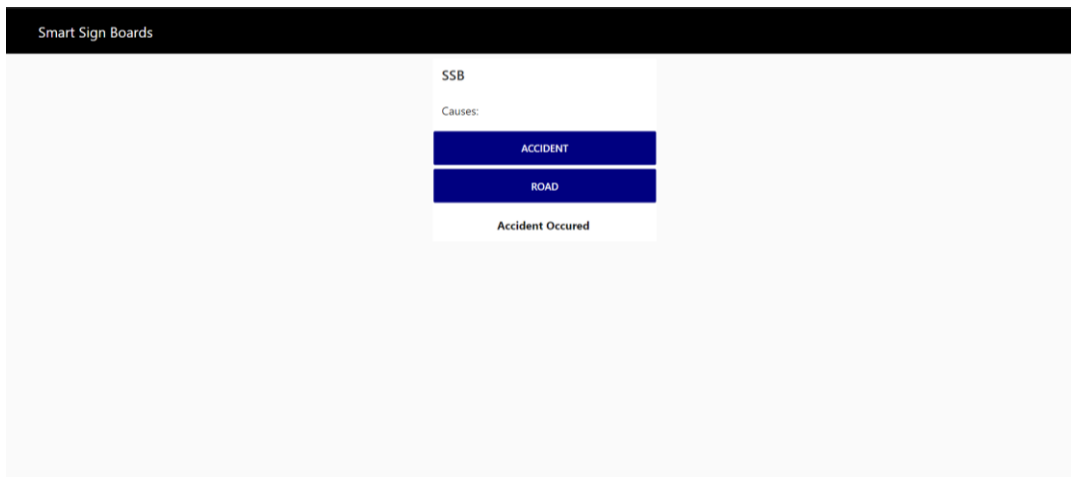 Smart Sign Boards
SSB
Causes:
ACCIDENT
ROAD
Accident Occured